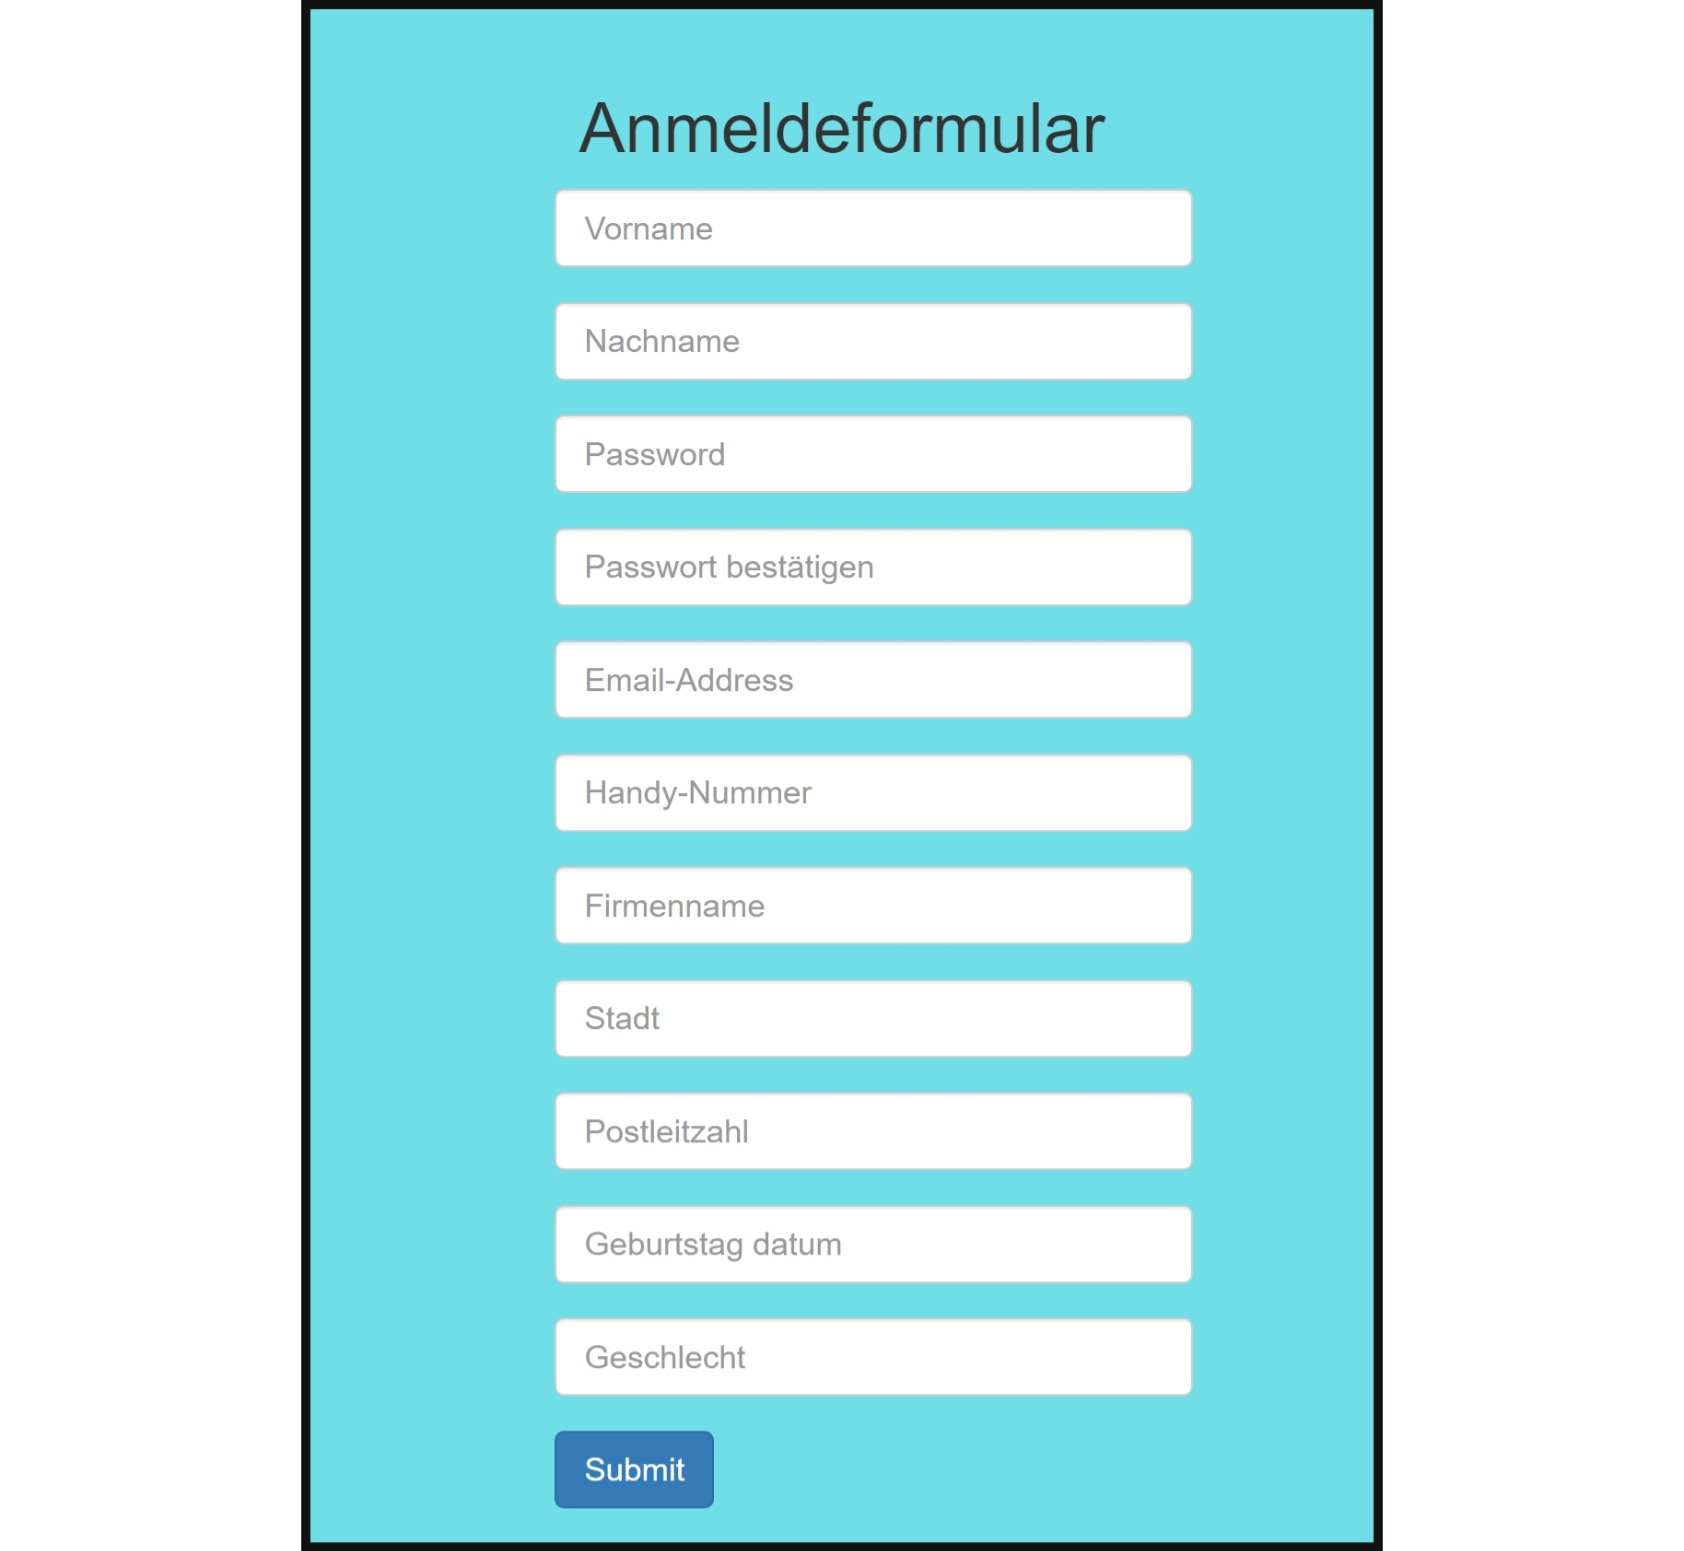 Anmeldeformular
Vorname
Nachname
Password
Passwort bestätigen
Email-Address
Handy-Nummer
Firmenname
Stadt
Postleitzahl
Geburtstag datum
Geschlecht
Submit